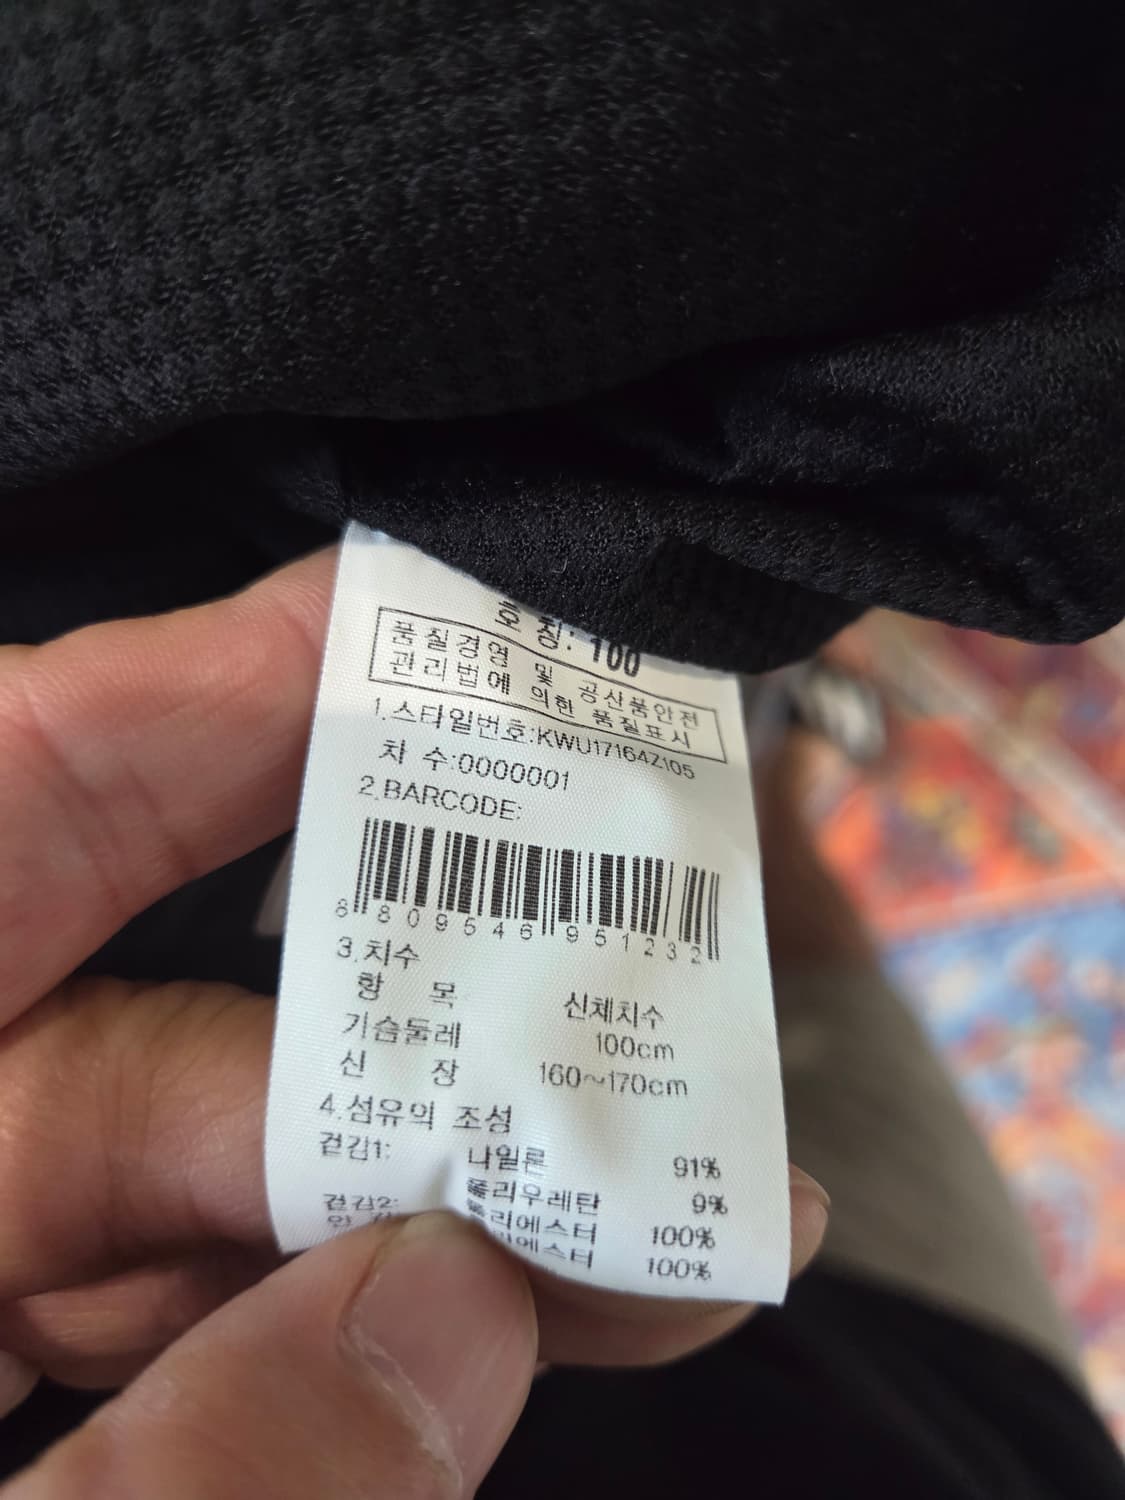 호 칭: 100
품질경영 및 공산품안전
관리법에 의한 품질표시
1.스타일번호:KWU17164Z105
차 수:0000001
2.BARCODE:
8 809546 951232
3.치수
항 목 신체치수
기슴둘레 100cm
신 장 160~170cm
4.섬유의 조성
겉감1: 나일론 91%
폴리우레탄 9%
겉감2: 폴리에스터 100%
100%